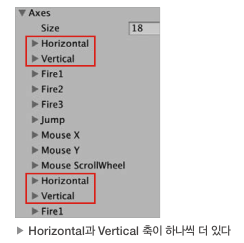 ▼ Axes
Size 18
▶ Horizontal
▶ Vertical
▶ Fire1
▶ Fire2
▶ Fire3
▶ Jump
▶ Mouse X
▶ Mouse Y
▶ Mouse ScrollWheel
▶ Horizontal
▶ Vertical
▶ Fire1
▶ Horizontal과 Vertical 축이 하나씩 더 있다